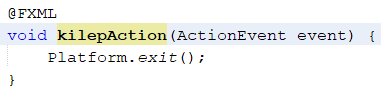 @FXML
void kilepAction(ActionEvent event) {
    Platform.exit();
}